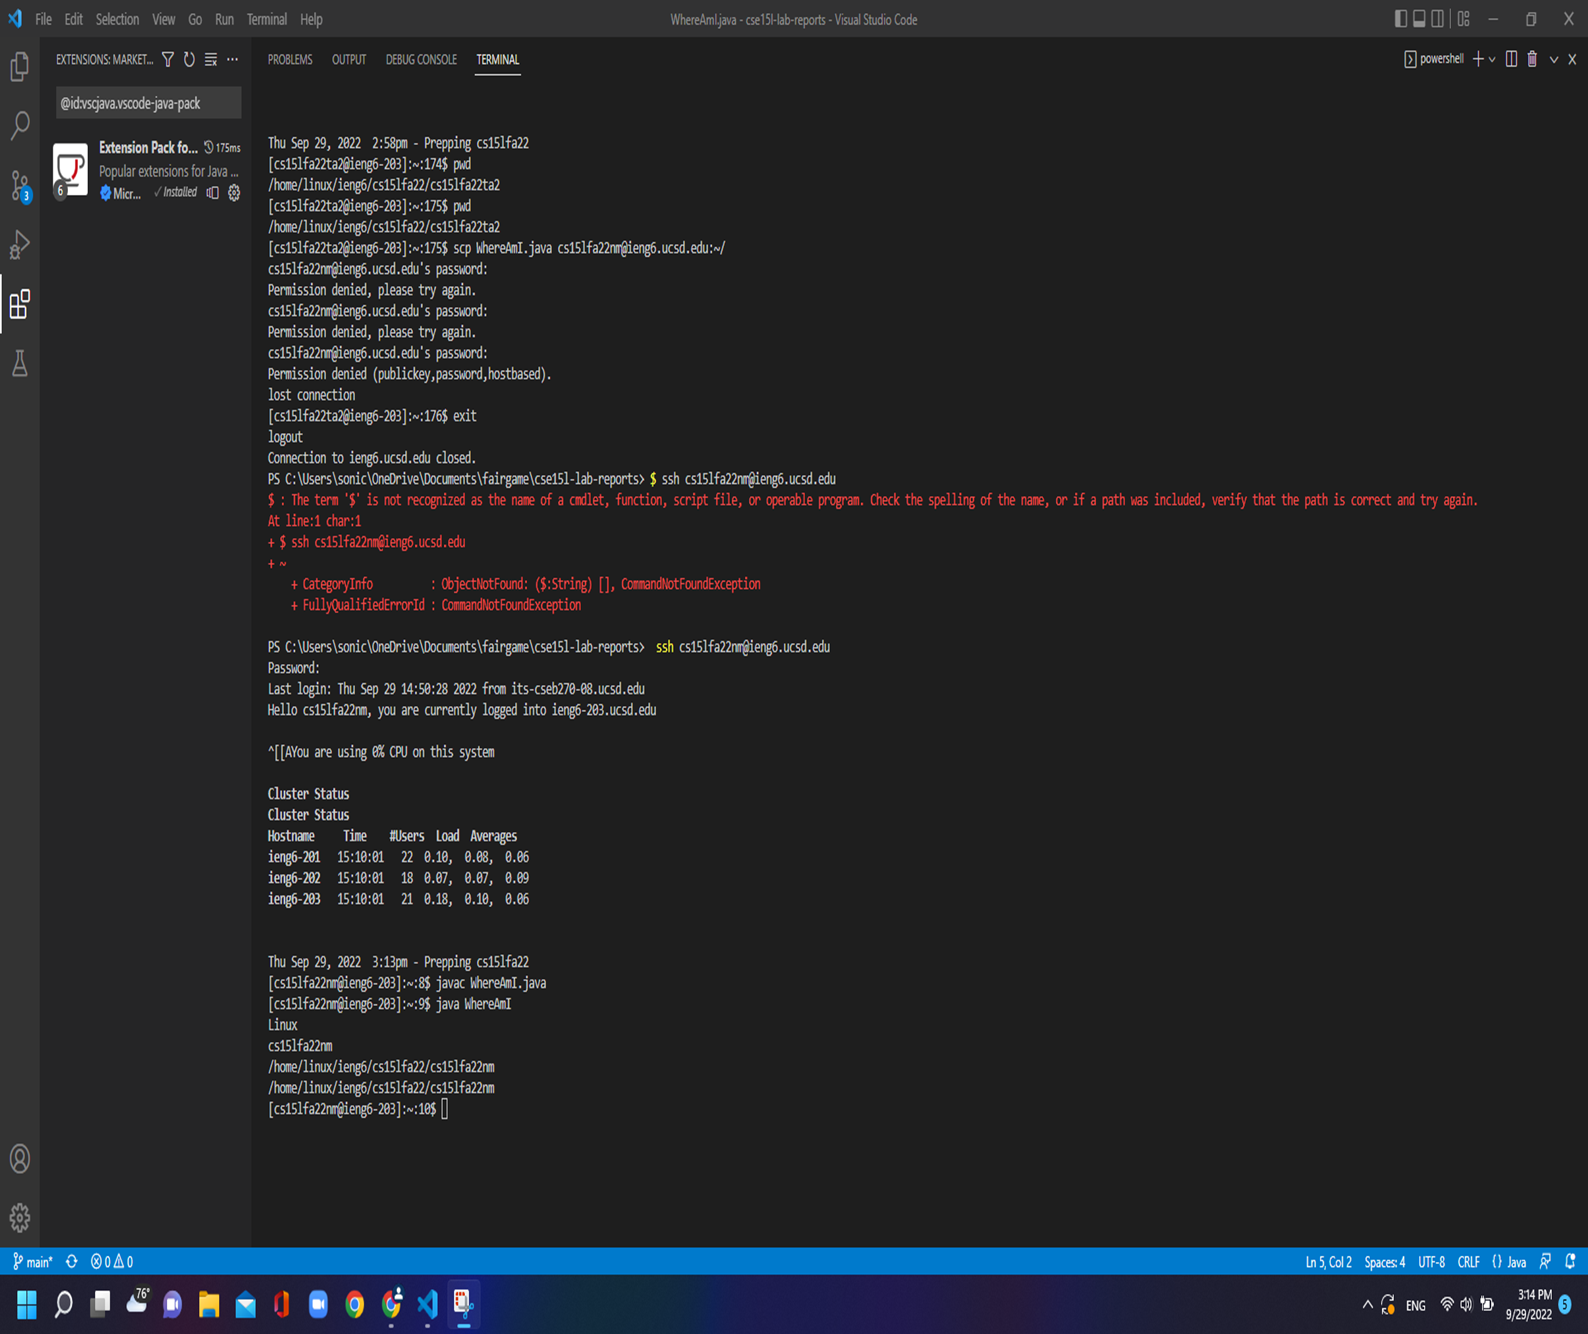 File Edit Selection View Go Run Terminal Help
WhereAmI.java - cse15l-lab-reports - Visual Studio Code
EXTENSIONS: MARKET...
PROBLEMS OUTPUT DEBUG CONSOLE TERMINAL
powershell
@id:vscjava.vscode-java-pack
Extension Pack fo... 175ms
Popular extensions for Java ...
Micr... ✓Installed
6
3
Thu Sep 29, 2022  2:58pm - Prepping cs15lfa22
[cs15lfa22ta2@ieng6-203]:~:174$ pwd
/home/linux/ieng6/cs15lfa22/cs15lfa22ta2
[cs15lfa22ta2@ieng6-203]:~:175$ pwd
/home/linux/ieng6/cs15lfa22/cs15lfa22ta2
[cs15lfa22ta2@ieng6-203]:~:175$ scp WhereAmI.java cs15lfa22nm@ieng6.ucsd.edu:~/
cs15lfa22nm@ieng6.ucsd.edu's password:
Permission denied, please try again.
cs15lfa22nm@ieng6.ucsd.edu's password:
Permission denied, please try again.
cs15lfa22nm@ieng6.ucsd.edu's password:
Permission denied (publickey,password,hostbased).
lost connection
[cs15lfa22ta2@ieng6-203]:~:176$ exit
logout
Connection to ieng6.ucsd.edu closed.
PS C:\Users\sonic\OneDrive\Documents\fairgame\cse15l-lab-reports> $ ssh cs15lfa22nm@ieng6.ucsd.edu
$ : The term '$' is not recognized as the name of a cmdlet, function, script file, or operable program. Check the spelling of the name, or if a path was included, verify that the path is correct and try again.
At line:1 char:1
+ $ ssh cs15lfa22nm@ieng6.ucsd.edu
+ ~
    + CategoryInfo          : ObjectNotFound: ($:String) [], CommandNotFoundException
    + FullyQualifiedErrorId : CommandNotFoundException
PS C:\Users\sonic\OneDrive\Documents\fairgame\cse15l-lab-reports>  ssh cs15lfa22nm@ieng6.ucsd.edu
Password:
Last login: Thu Sep 29 14:50:28 2022 from its-cseb270-08.ucsd.edu
Hello cs15lfa22nm, you are currently logged into ieng6-203.ucsd.edu
^[[AYou are using 0% CPU on this system
Cluster Status
Cluster Status
Hostname     Time    #Users  Load  Averages
ieng6-201   15:10:01   22  0.10,  0.08,  0.06
ieng6-202   15:10:01   18  0.07,  0.07,  0.09
ieng6-203   15:10:01   21  0.18,  0.10,  0.06
Thu Sep 29, 2022  3:13pm - Prepping cs15lfa22
[cs15lfa22nm@ieng6-203]:~:8$ javac WhereAmI.java
[cs15lfa22nm@ieng6-203]:~:9$ java WhereAmI
Linux
cs15lfa22nm
/home/linux/ieng6/cs15lfa22/cs15lfa22nm
/home/linux/ieng6/cs15lfa22/cs15lfa22nm
[cs15lfa22nm@ieng6-203]:~:10$
main* 0 0
Ln 5, Col 2 Spaces: 4 UTF-8 CRLF {} Java
76°
ENG
3:14 PM
9/29/2022
5